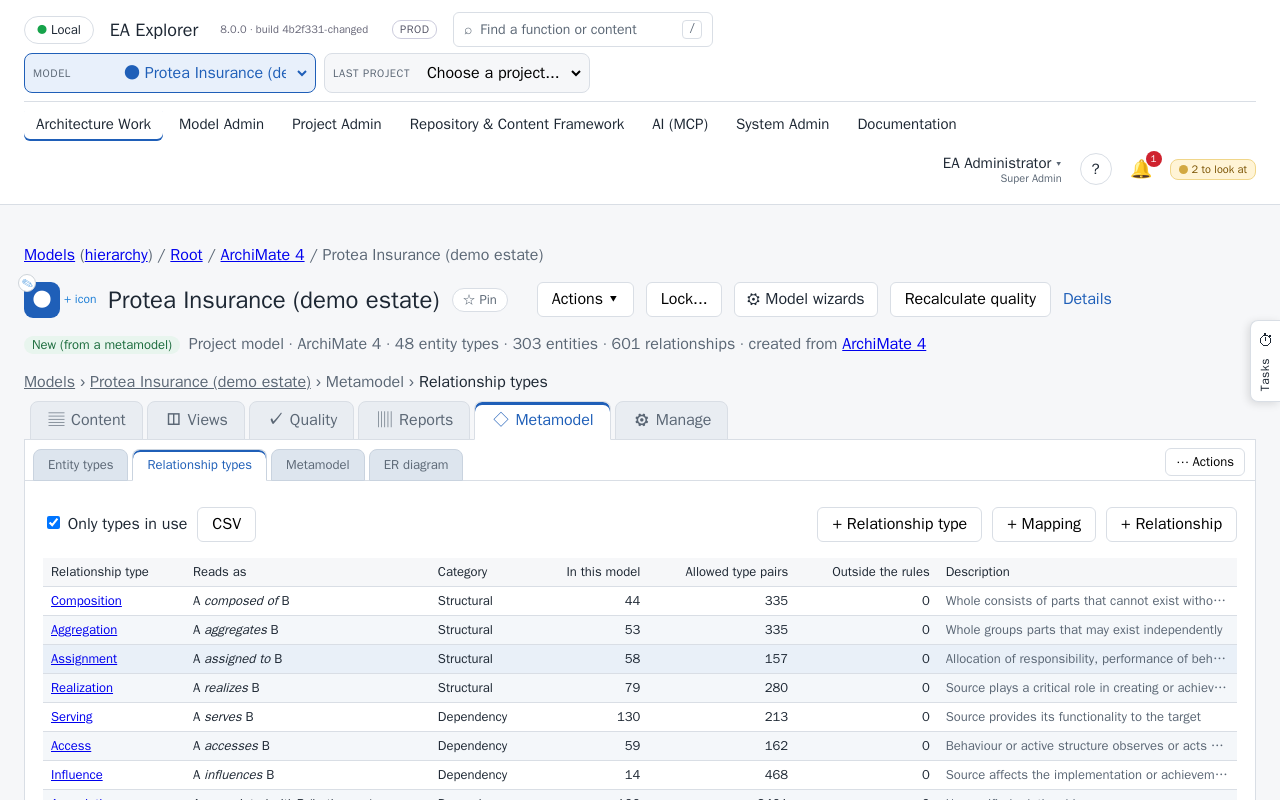 Local
EA Explorer
8.0.0 · build 4b2f331-changed
PROD
Find a function or content
/
MODEL
Protea Insurance (de
LAST PROJECT
Choose a project...
Architecture Work
Model Admin
Project Admin
Repository & Content Framework
AI (MCP)
System Admin
Documentation
EA Administrator ▾
Super Admin
?
1
2 to look at
Models (hierarchy) / Root / ArchiMate 4 / Protea Insurance (demo estate)
+ icon
Protea Insurance (demo estate)
☆ Pin
Actions ▾
Lock...
⚙ Model wizards
Recalculate quality
Details
New (from a metamodel)
Project model · ArchiMate 4 · 48 entity types · 303 entities · 601 relationships · created from ArchiMate 4
Tasks
Models › Protea Insurance (demo estate) › Metamodel › Relationship types
Content
Views
Quality
Reports
Metamodel
Manage
Entity types
Relationship types
Metamodel
ER diagram
··· Actions
Only types in use
CSV
+ Relationship type
+ Mapping
+ Relationship
Relationship type Reads as Category In this model Allowed type pairs Outside the rules Description
Composition A composed of B Structural 44 335 0 Whole consists of parts that cannot exist witho···
Aggregation A aggregates B Structural 53 335 0 Whole groups parts that may exist independently
Assignment A assigned to B Structural 58 157 0 Allocation of responsibility, performance of beh···
Realization A realizes B Structural 79 280 0 Source plays a critical role in creating or achiev···
Serving A serves B Dependency 130 213 0 Source provides its functionality to the target
Access A accesses B Dependency 59 162 0 Behaviour or active structure observes or acts ···
Influence A influences B Dependency 14 468 0 Source affects the implementation or achievem···